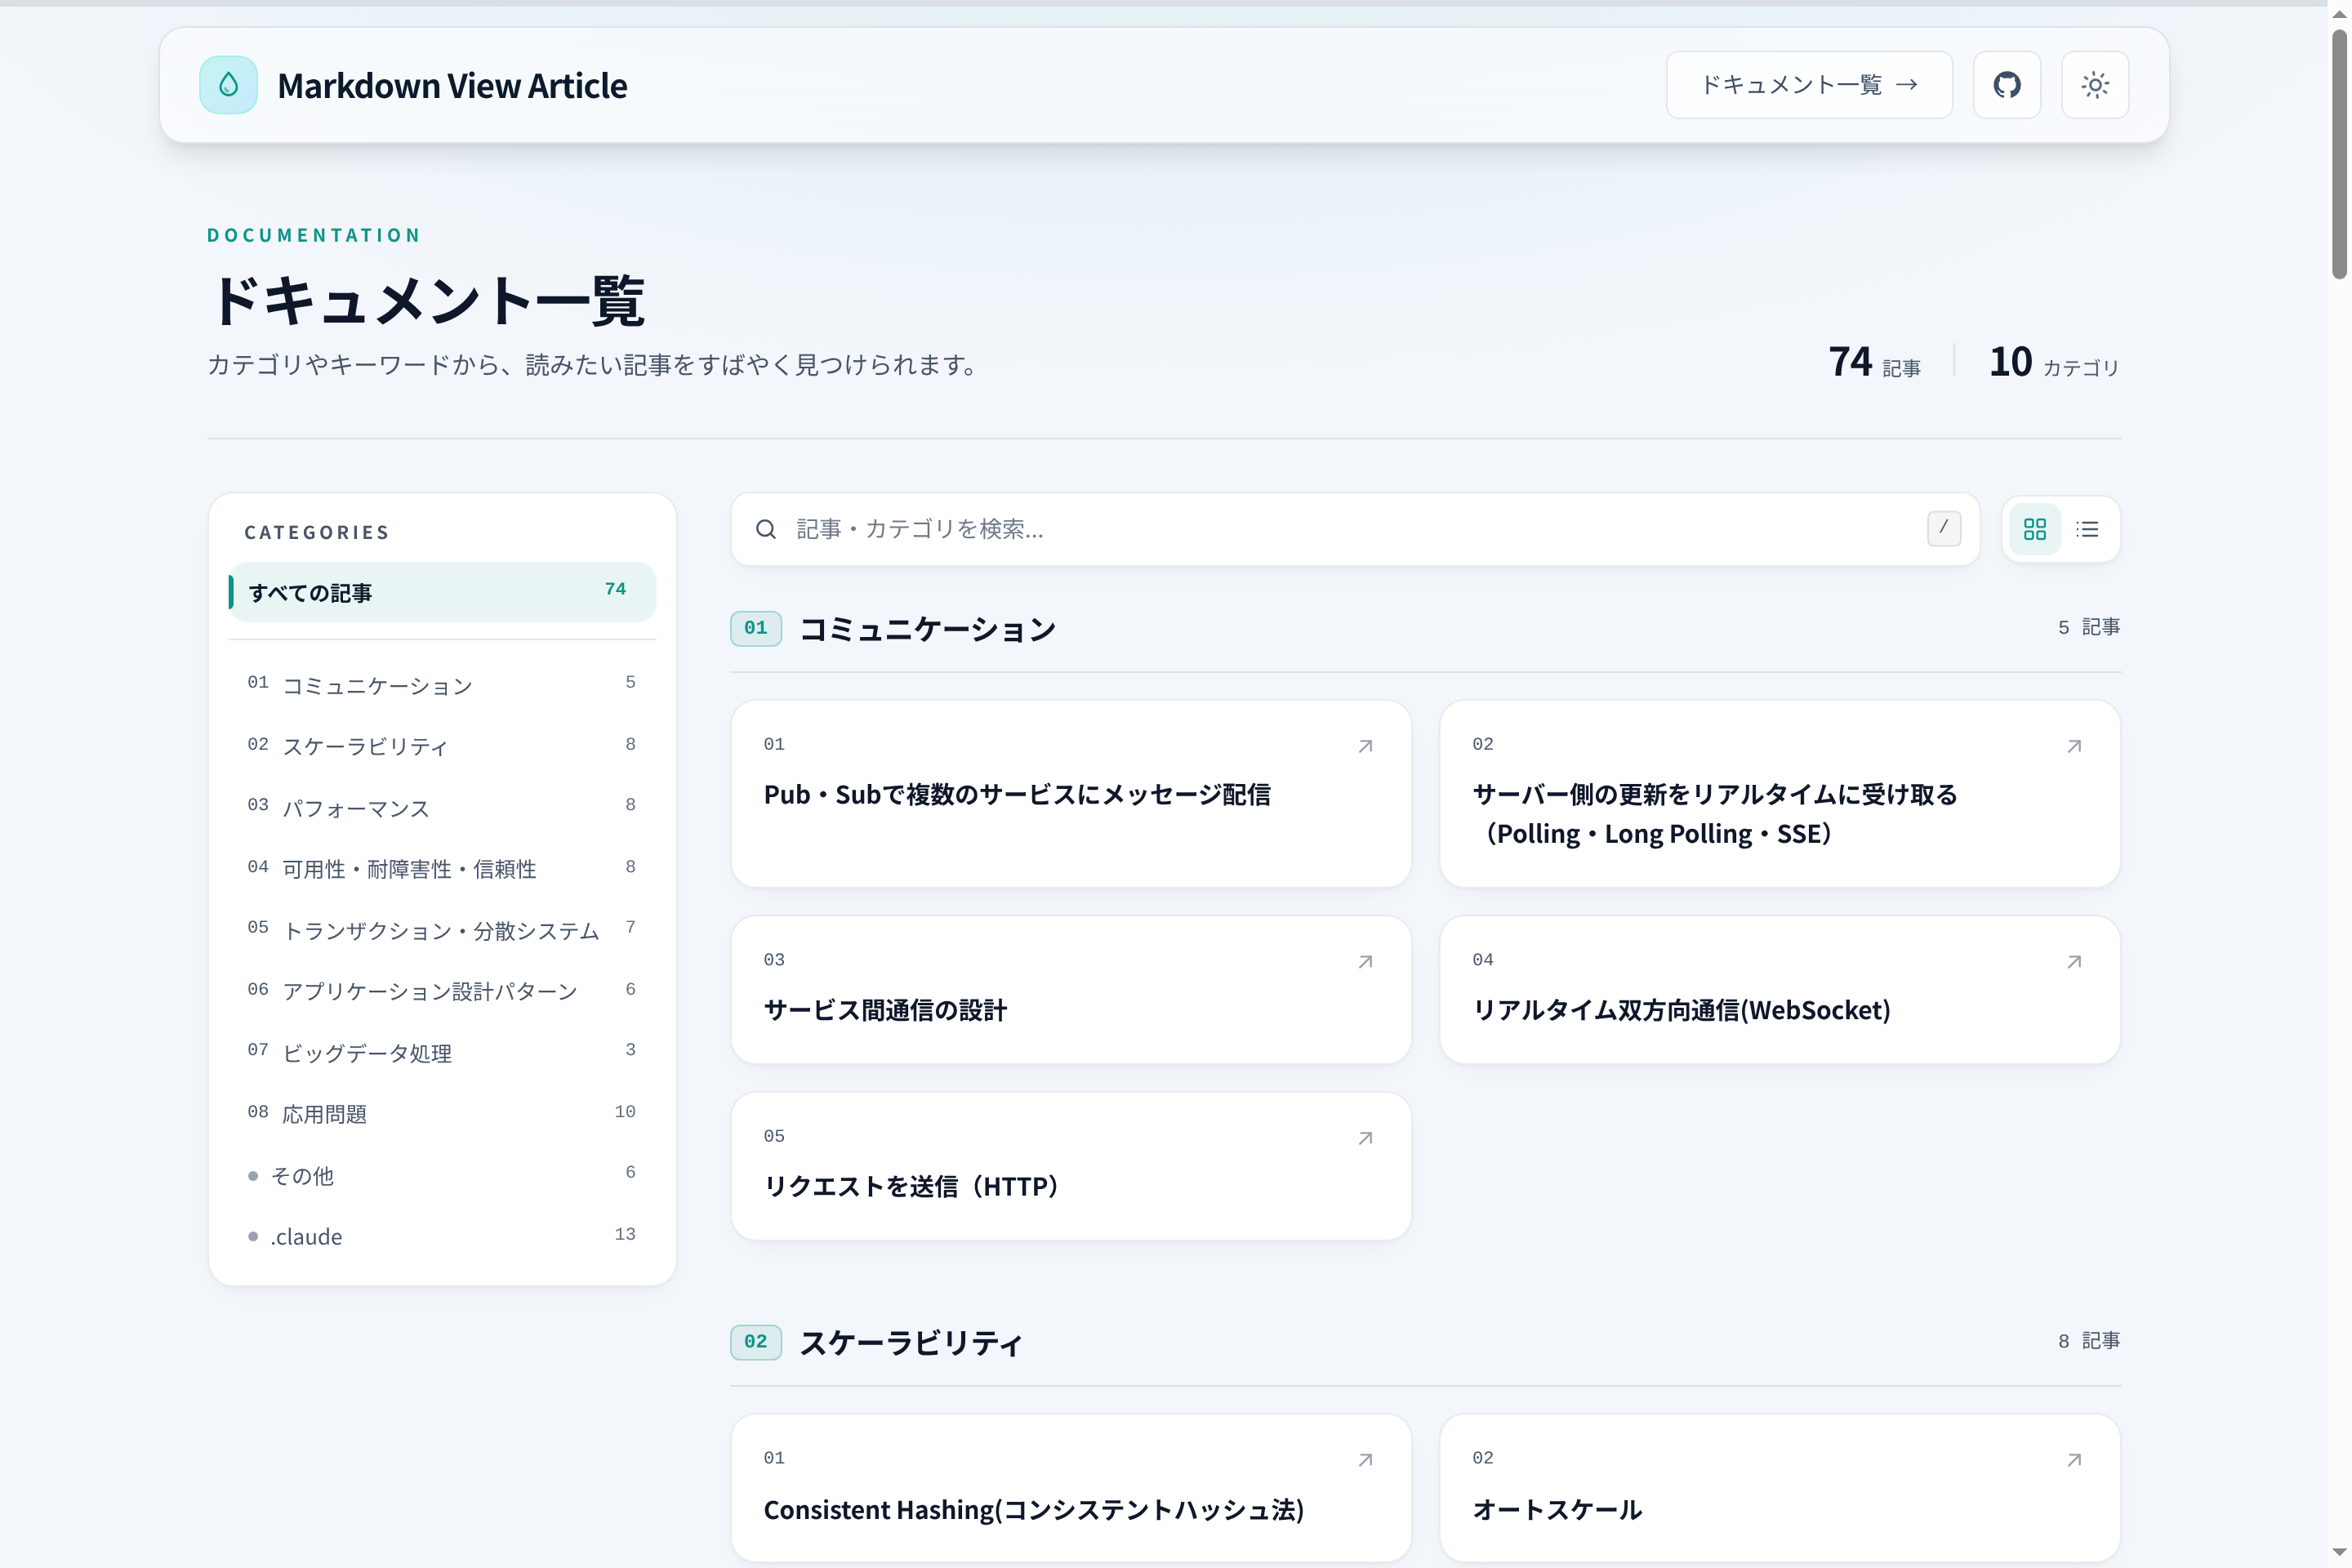 Markdown View Article
ドキュメント一覧 →
DOCUMENTATION
ドキュメント一覧
カテゴリやキーワードから、読みたい記事をすばやく見つけられます。
74 記事
10 カテゴリ
CATEGORIES
すべての記事 74
01 コミュニケーション 5
02 スケーラビリティ 8
03 パフォーマンス 8
04 可用性・耐障害性・信頼性 8
05 トランザクション・分散システム 7
06 アプリケーション設計パターン 6
07 ビッグデータ処理 3
08 応用問題 10
その他 6
.claude 13
記事・カテゴリを検索... /
01 コミュニケーション 5 記事
01
Pub・Subで複数のサービスにメッセージ配信
02
サーバー側の更新をリアルタイムに受け取る
（Polling・Long Polling・SSE）
03
サービス間通信の設計
04
リアルタイム双方向通信(WebSocket)
05
リクエストを送信（HTTP）
02 スケーラビリティ 8 記事
01
Consistent Hashing(コンシステントハッシュ法)
02
オートスケール